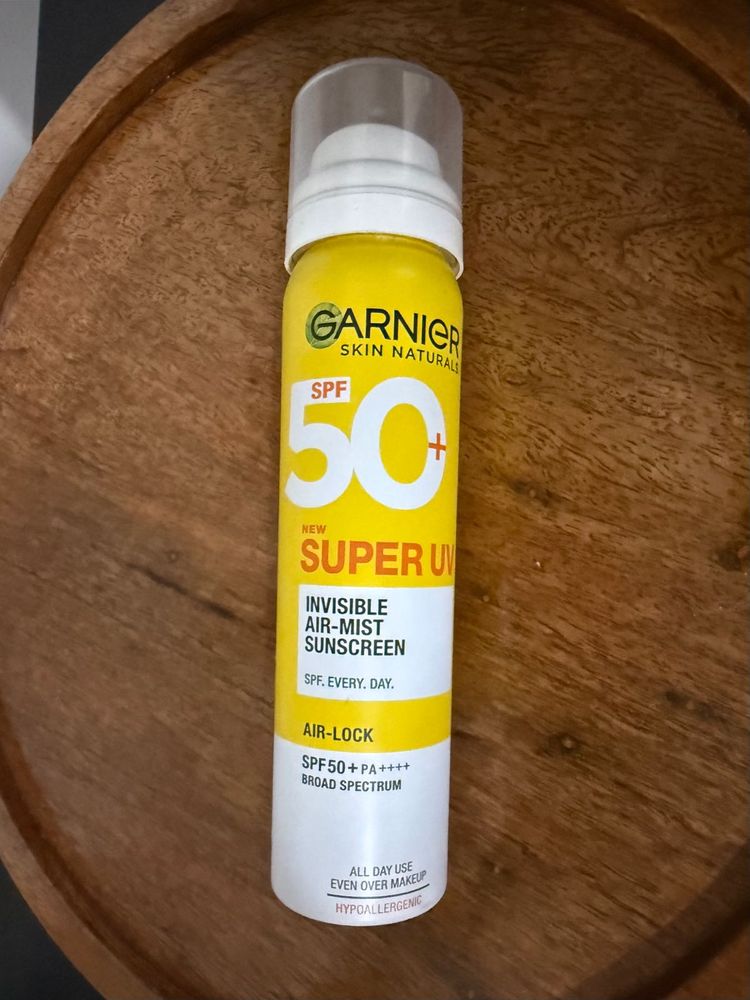 GARNIER
SKIN NATURALS
SPF
50+
NEW
SUPER UV
INVISIBLE
AIR-MIST
SUNSCREEN
SPF. EVERY. DAY.
AIR-LOCK
SPF50+ PA++++
BROAD SPECTRUM
ALL DAY USE
EVEN OVER MAKEUP
HYPOALLERGENIC